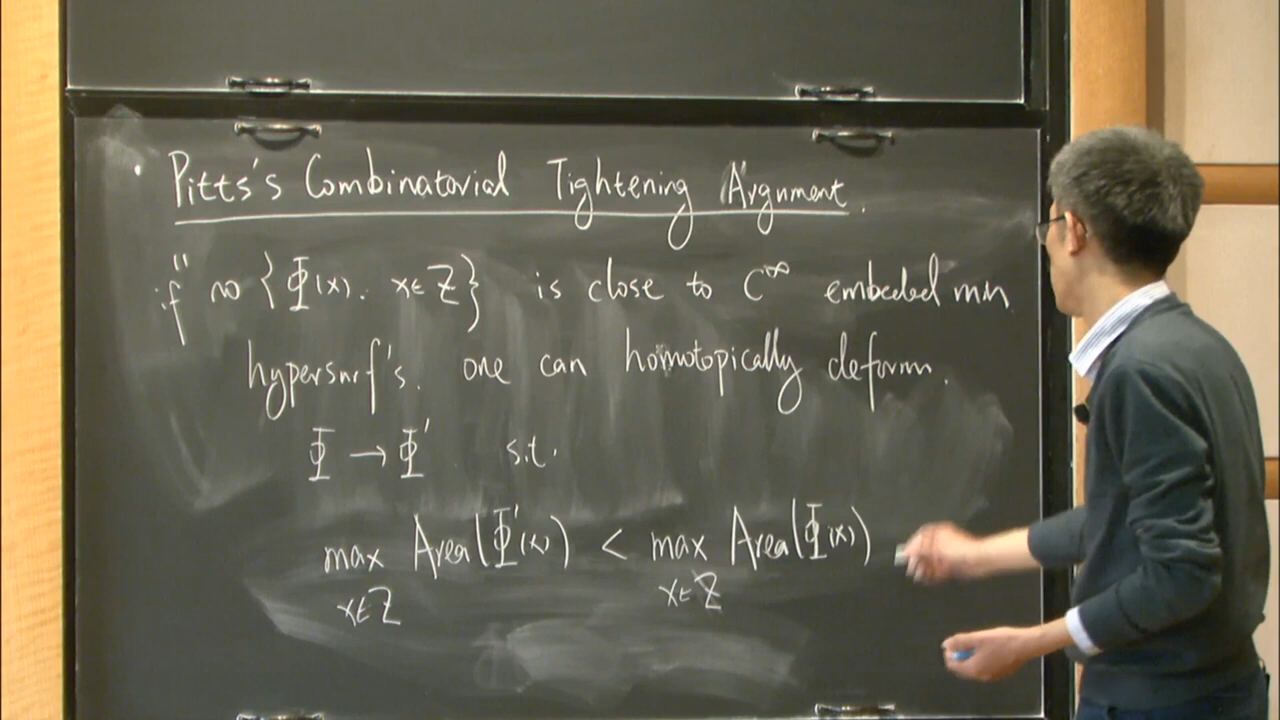 · Pitts's Combinatorial Tightening Argument.
" if no {Φ(x). x∈Z} is close to C^∞ embeded min
hypersurf's. one can homotopically deform.
Φ → Φ' s.t.
max Area(Φ'(x)) < max Area(Φ(x))
x∈Z x∈Z